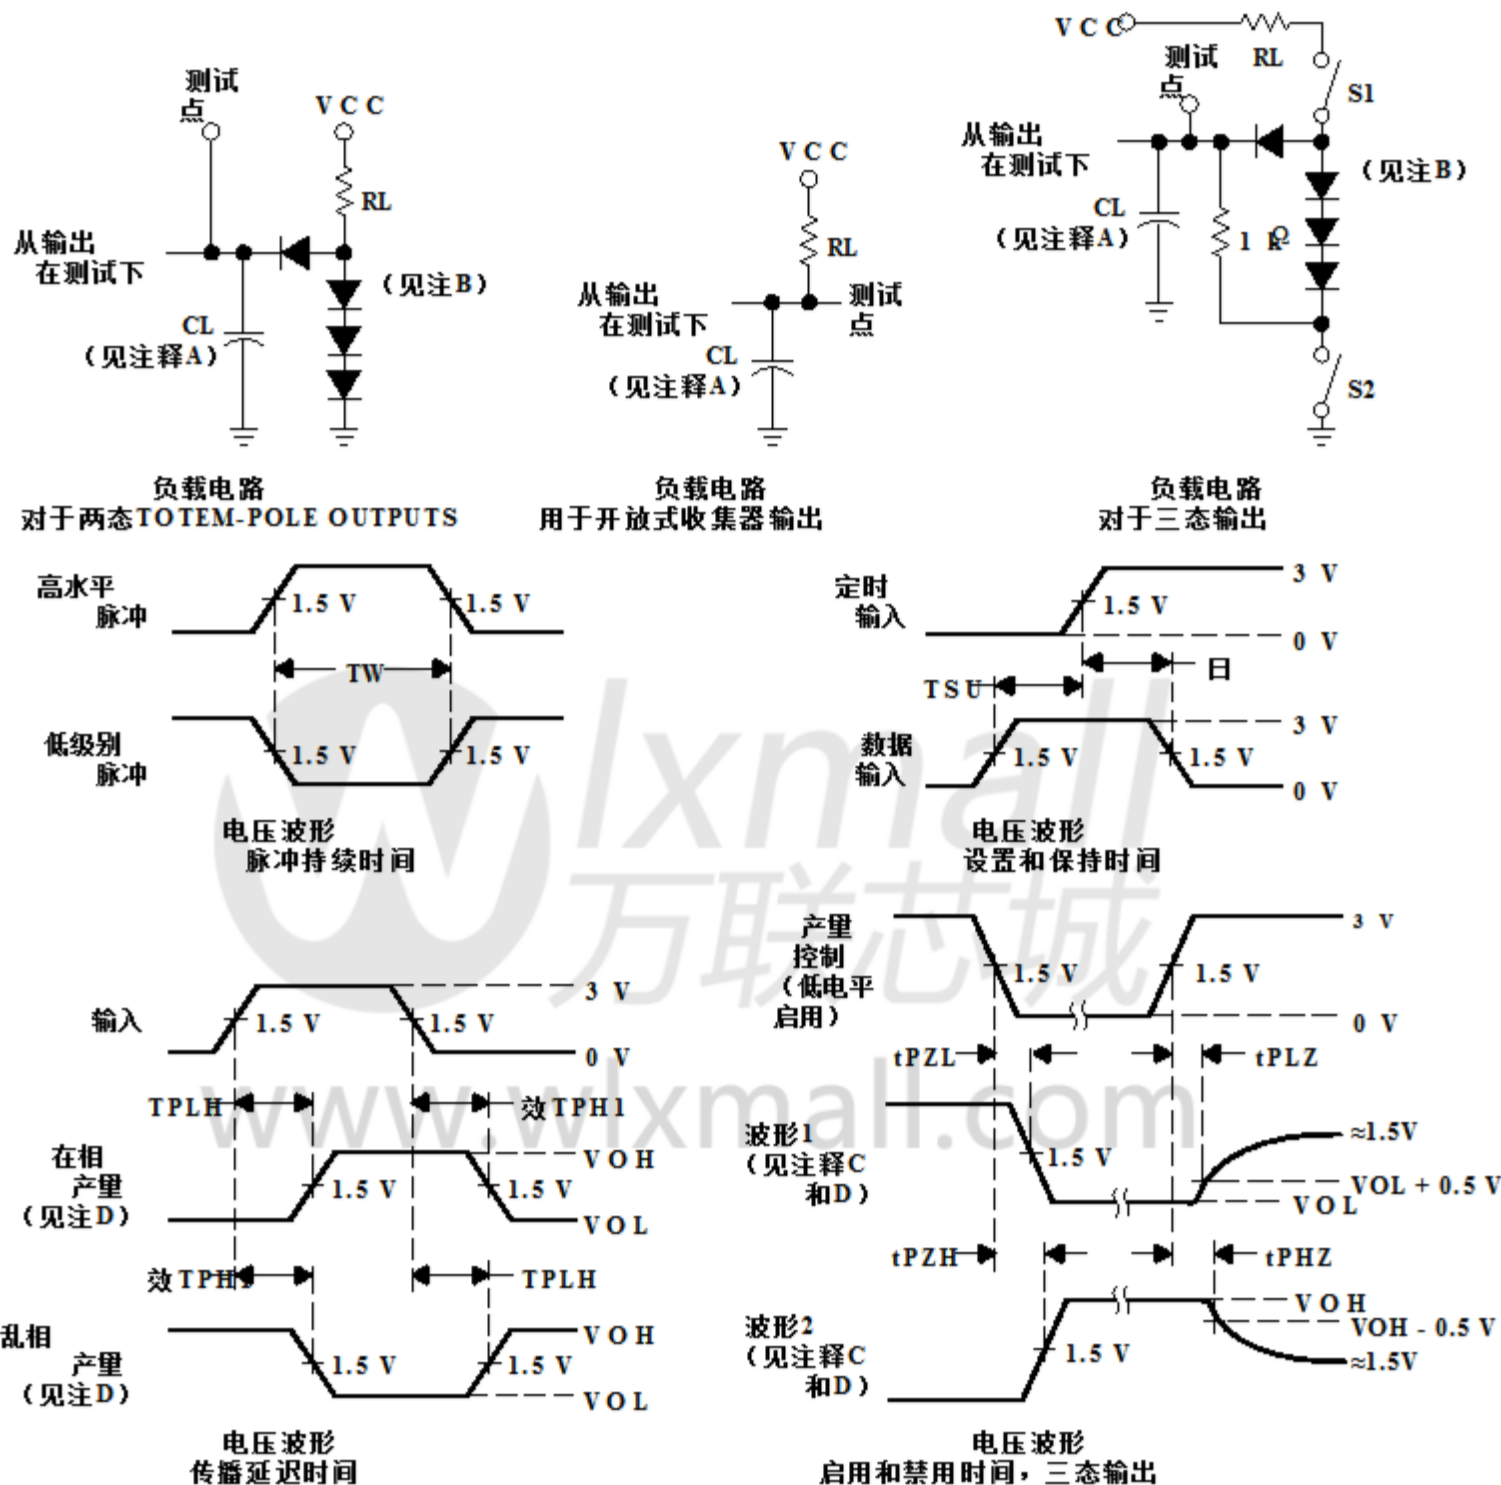 测试
点
V C C
RL
从输出
在测试下
(见注B)
CL
(见注释A)
负载电路
对于两态TOTEM-POLE OUTPUTS
V C C
RL
从输出
在测试下
测试
点
CL
(见注释A)
负载电路
用于开放式收集器输出
V C C
RL
测试
点
S1
从输出
在测试下
(见注B)
CL
(见注释A)
1 kΩ
S2
负载电路
对于三态输出
高水平
脉冲
1.5 V
1.5 V
TW
低级别
脉冲
1.5 V
1.5 V
电压波形
脉冲持续时间
定时
输入
1.5 V
3 V
0 V
TSU
日
数据
输入
1.5 V
1.5 V
3 V
0 V
电压波形
设置和保持时间
输入
1.5 V
1.5 V
3 V
0 V
TPLH
效TPH1
在相
产量
(见注D)
1.5 V
1.5 V
V O H
V O L
效TPH1
TPLH
乱相
产量
(见注D)
1.5 V
1.5 V
V O H
V O L
电压波形
传播延迟时间
产量
控制
(低电平
启用)
1.5 V
1.5 V
3 V
0 V
tPZL
tPLZ
波形1
(见注释C
和D)
1.5 V
≈1.5V
VOL + 0.5 V
V O L
tPZH
tPHZ
波形2
(见注释C
和D)
1.5 V
V O H
VOH - 0.5 V
≈1.5V
电压波形
启用和禁用时间,三态输出
wlxmall
万联芯城
www.wlxmall.com